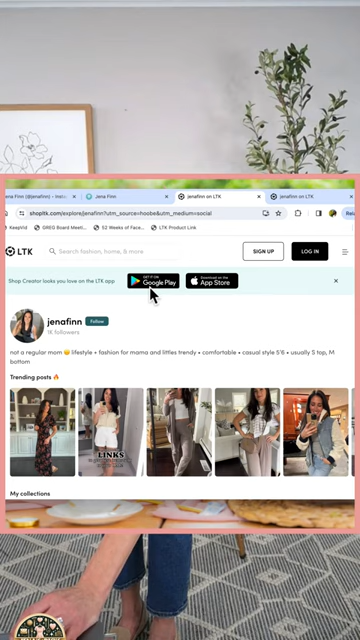 Jena Finn (@jenafinn) • Insta
Jena Finn
jenafinn on LTK
jenafinn on LTK
shopltk.com/explore/jenafinn?utm_source=hoobe&utm_medium=social
KeepVid
GREG Board Meeti...
52 Weeks of Face...
LTK Product Link
LTK
Search fashion, home, & more
SIGN UP
LOG IN
Shop Creator looks you love on the LTK app
GET IT ON
Google Play
Download on the
App Store
jenafinn
Follow
1K followers
not a regular mom 😏 lifestyle + fashion for mama and littles trendy • comfortable • casual style 5'6 • usually S top, M
bottom
Trending posts 🔥
LINKS
My collections